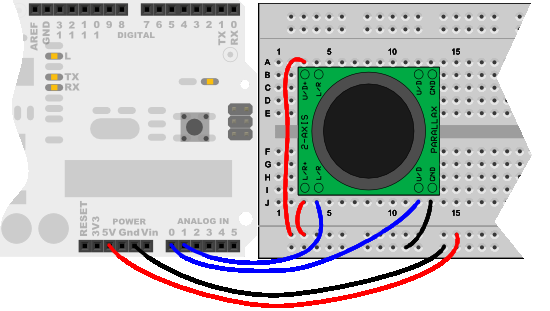 AREF
GND
13
12
11
10
9
8
7
6
5
4
3
2
1
0
DIGITAL
TX
RX
L
TX
RX
RESET
3V3
5V
Gnd
Vin
POWER
ANALOG IN
0 1 2 3 4 5
1 5 10 15
A
B
C
D
E
F
G
H
I
J
1 5 10 15
U/D+
L/R
U/D
GND
2-AXIS
PARALLAX
L/R+
L/R
U/D
GND